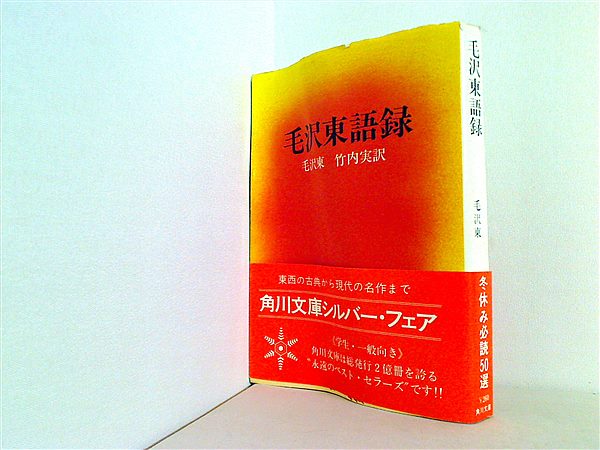 毛沢東語録
毛沢東 竹内実訳
東西の古典から現代の名作まで
角川文庫シルバー・フェア
《学生・一般向き》
角川文庫は総発行2億冊を誇る
“永遠のベスト・セラーズ”です!!
毛沢東語録
毛沢東
冬休み必読50選
角川文庫